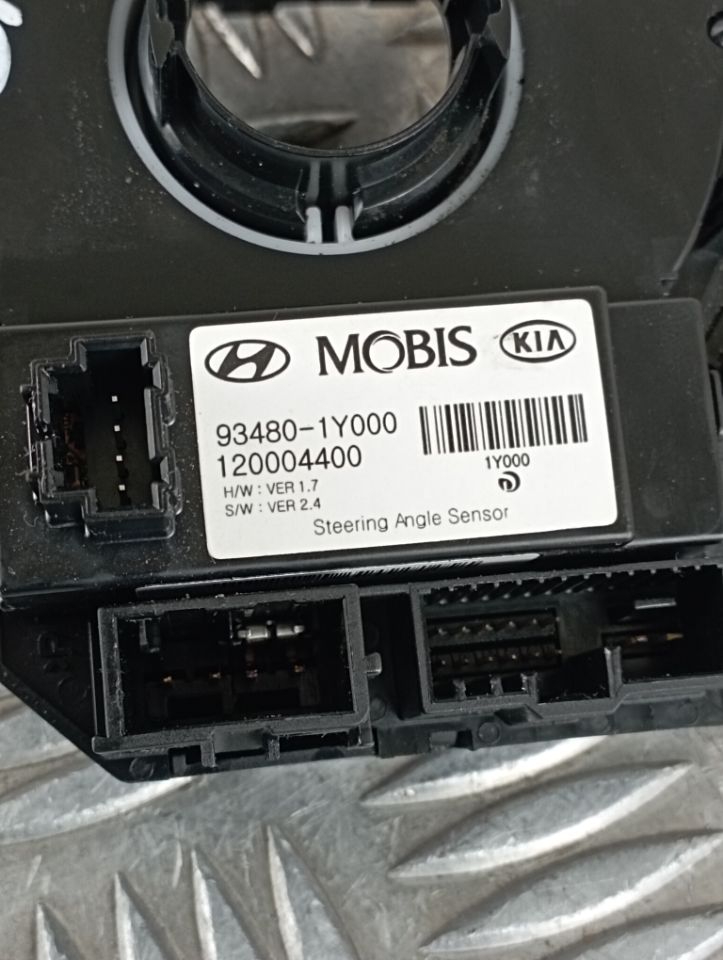 MOBIS KIA
93480-1Y000
120004400
1Y000
H/W : VER 1.7
S/W : VER 2.4
Steering Angle Sensor